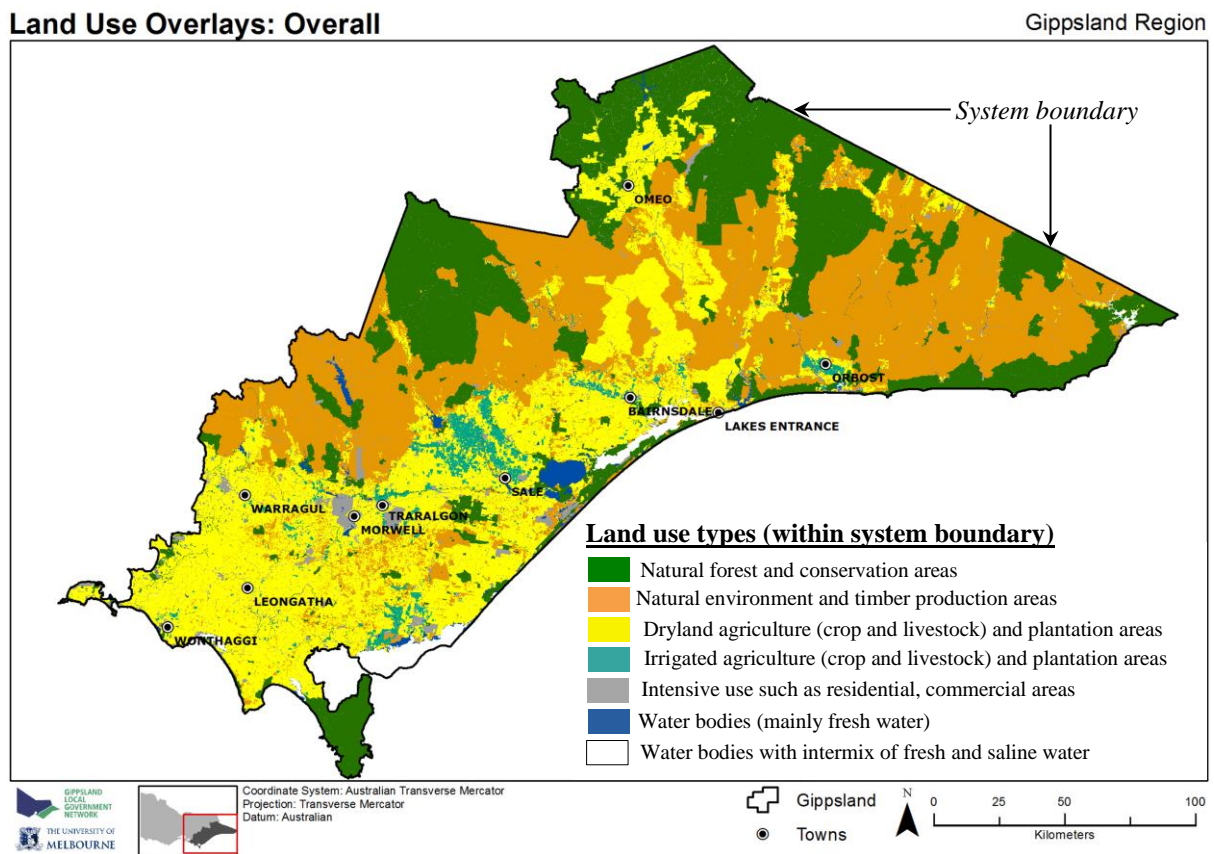 Land Use Overlays: Overall
Gippsland Region
System boundary
OMEO
ORBOST
BAIRNSDALE
LAKES ENTRANCE
SALE
WARRAGUL
TRARALGON
MORWELL
LEONGATHA
WONTHAGGI
Land use types (within system boundary)
Natural forest and conservation areas
Natural environment and timber production areas
Dryland agriculture (crop and livestock) and plantation areas
Irrigated agriculture (crop and livestock) and plantation areas
Intensive use such as residential, commercial areas
Water bodies (mainly fresh water)
Water bodies with intermix of fresh and saline water
GIPPSLAND
LOCAL
GOVERNMENT
NETWORK
THE UNIVERSITY OF
MELBOURNE
Coordinate System: Australian Transverse Mercator
Projection: Transverse Mercator
Datum: Australian
Gippsland
Towns
N
0 25 50 100
Kilometers